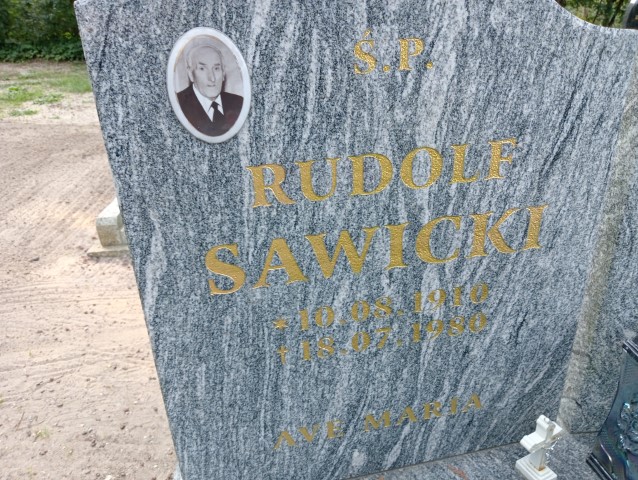 Ś.P.
RUDOLF
SAWICKI
* 10.08.1910
† 18.07.1980
AVE MARIA